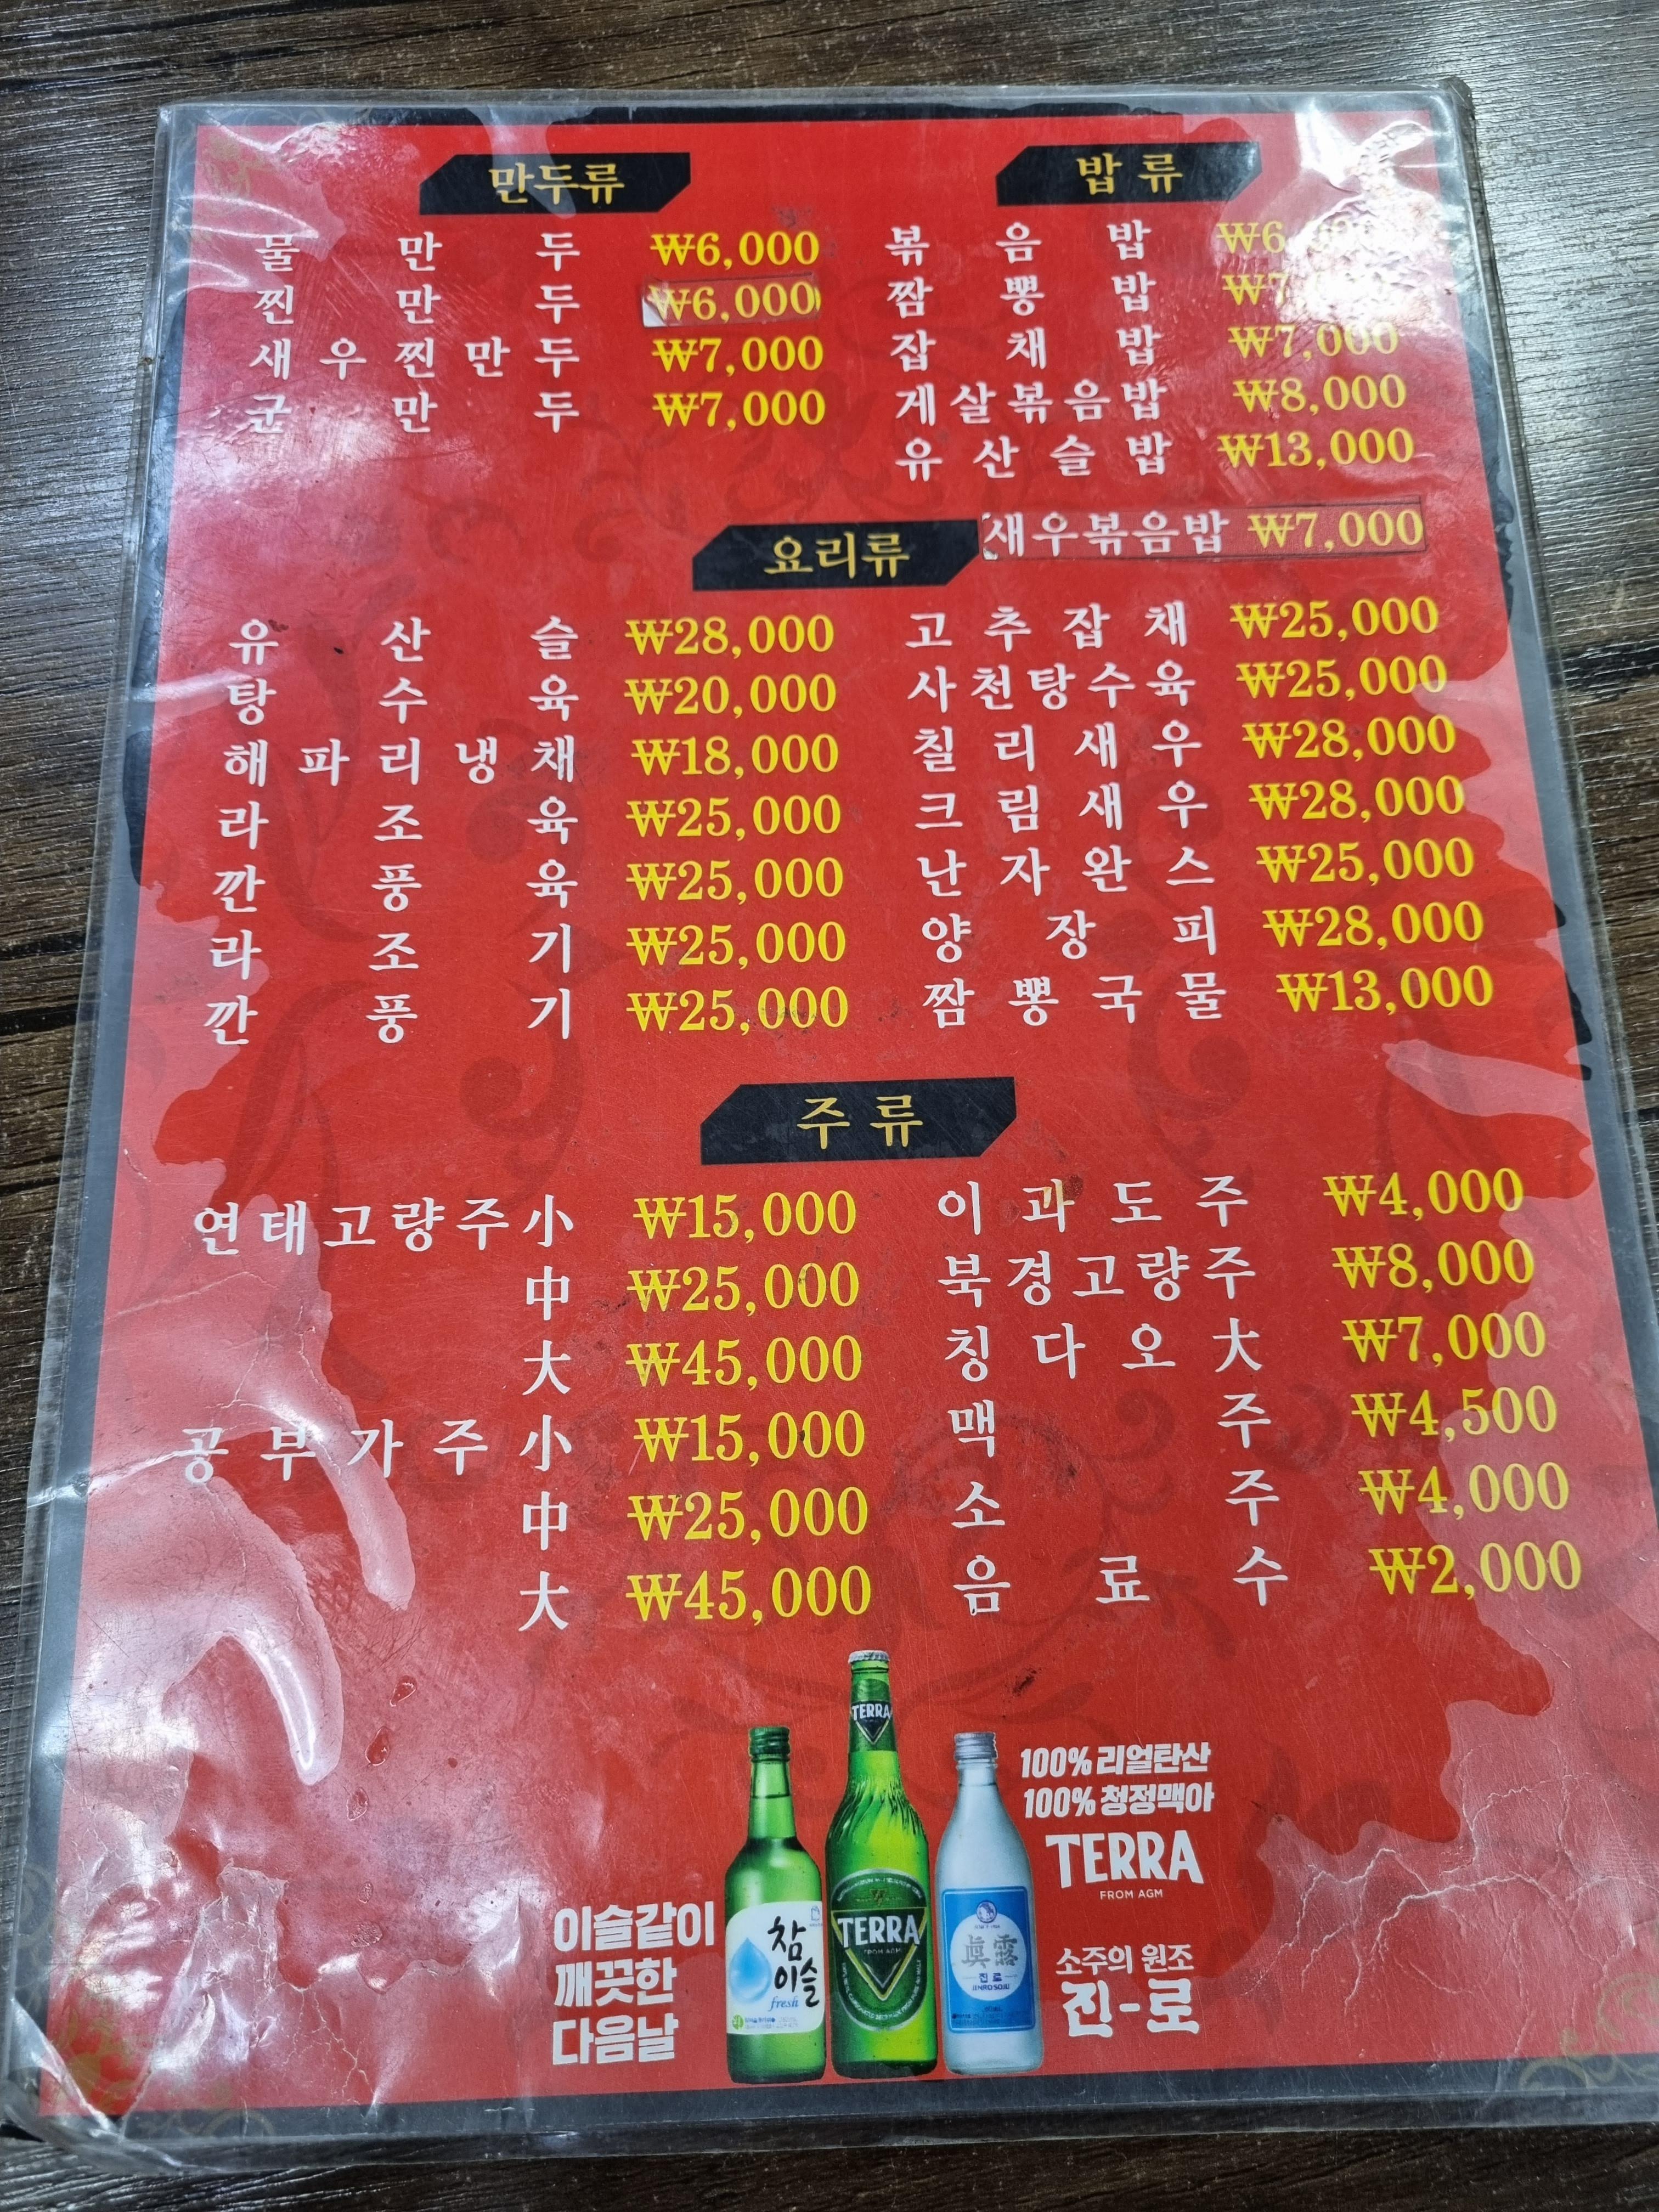 만두류
물만두 ₩6,000
찐만두 ₩6,000
새우찐만두 ₩7,000
군만두 ₩7,000
밥류
볶음밥
짬뽕밥
잡채밥 ₩7,000
게살볶음밥 ₩8,000
유산슬밥 ₩13,000
새우볶음밥 ₩7,000
요리류
유산슬 ₩28,000
탕수육 ₩20,000
해파리냉채 ₩18,000
라조육 ₩25,000
깐풍육 ₩25,000
라조기 ₩25,000
깐풍기 ₩25,000
고추잡채 ₩25,000
사천탕수육 ₩25,000
칠리새우 ₩28,000
크림새우 ₩28,000
난자완스 ₩25,000
양장피 ₩28,000
짬뽕국물 ₩13,000
주류
연태고량주 小 ₩15,000
中 ₩25,000
大 ₩45,000
공부가주 小 ₩15,000
中 ₩25,000
大 ₩45,000
이과도주 ₩4,000
북경고량주 ₩8,000
칭다오 大 ₩7,000
맥주 ₩4,500
소주 ₩4,000
음료수 ₩2,000
이슬같이
깨끗한
다음날
참
이슬
fresh
TERRA
TERRA
FROM AGM
眞露
진로
JINRO SOJU
100% 리얼탄산
100% 청정맥아
TERRA
FROM AGM
소주의 원조
진-로